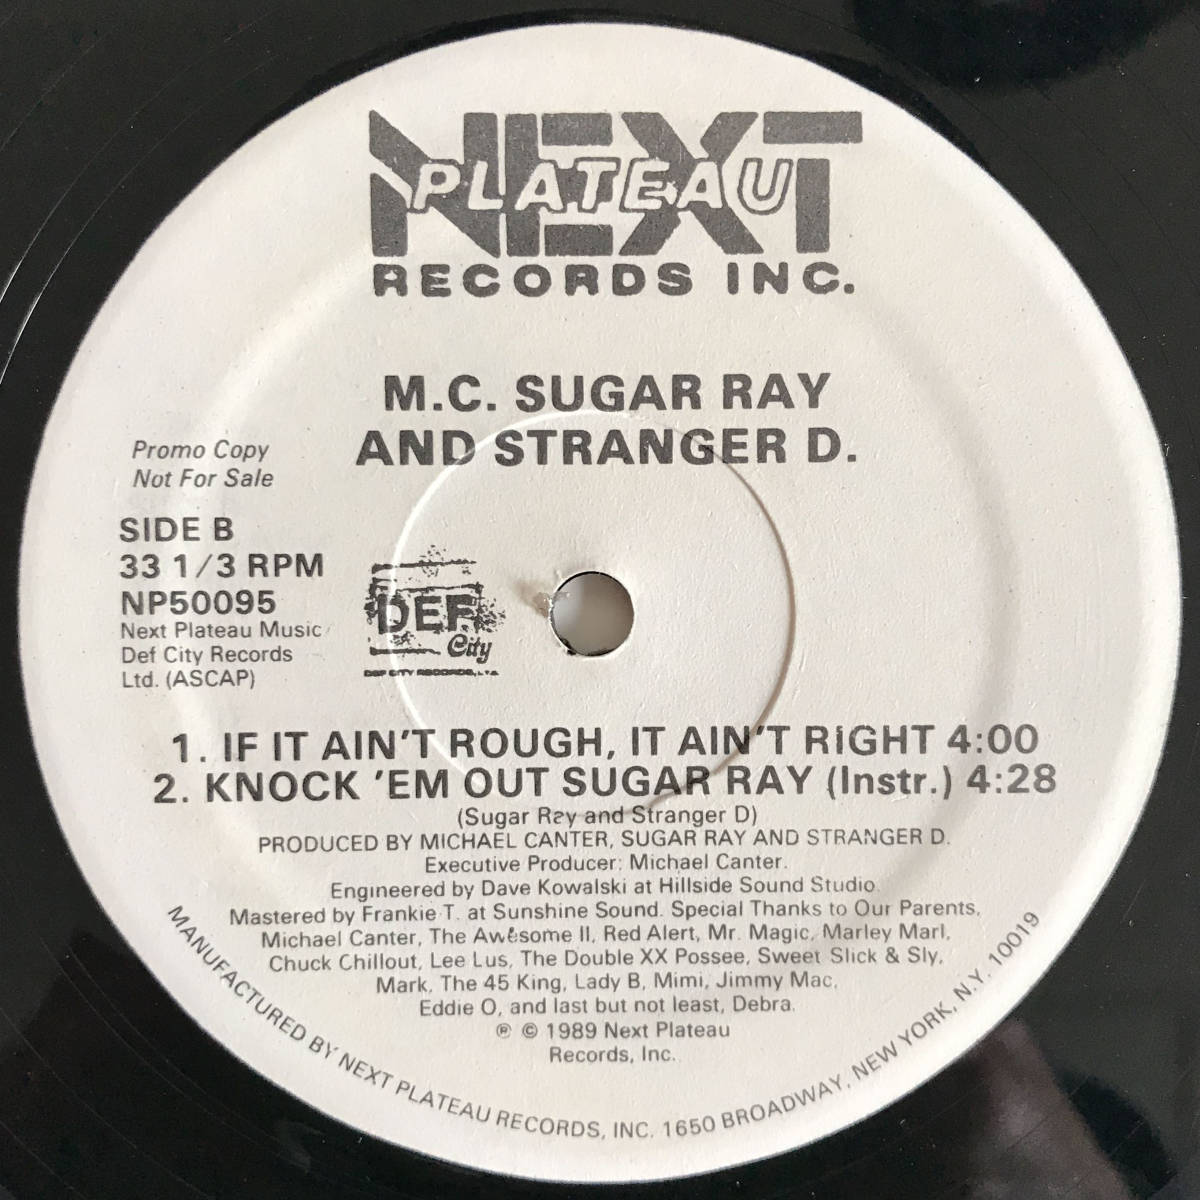 NEXT
PLATEAU
RECORDS INC.
M.C. SUGAR RAY
AND STRANGER D.
Promo Copy
Not For Sale
SIDE B
33 1/3 RPM
NP50095
Next Plateau Music
Def City Records
Ltd. (ASCAP)
DEF
City
DEF CITY RECORDS, LTD.
1. IF IT AIN'T ROUGH, IT AIN'T RIGHT 4:00
2. KNOCK 'EM OUT SUGAR RAY (Instr.) 4:28
(Sugar Ray and Stranger D)
PRODUCED BY MICHAEL CANTER, SUGAR RAY AND STRANGER D.
Executive Producer: Michael Canter.
Engineered by Dave Kowalski at Hillside Sound Studio.
Mastered by Frankie T. at Sunshine Sound. Special Thanks to Our Parents,
Michael Canter, The Awesome II, Red Alert, Mr. Magic, Marley Marl,
Chuck Chillout, Lee Lus, The Double XX Possee, Sweet Slick & Sly,
Mark, The 45 King, Lady B, Mimi, Jimmy Mac,
Eddie O, and last but not least, Debra.
℗ © 1989 Next Plateau
Records, Inc.
MANUFACTURED BY NEXT PLATEAU RECORDS, INC. 1650 BROADWAY, NEW YORK, N.Y. 10019